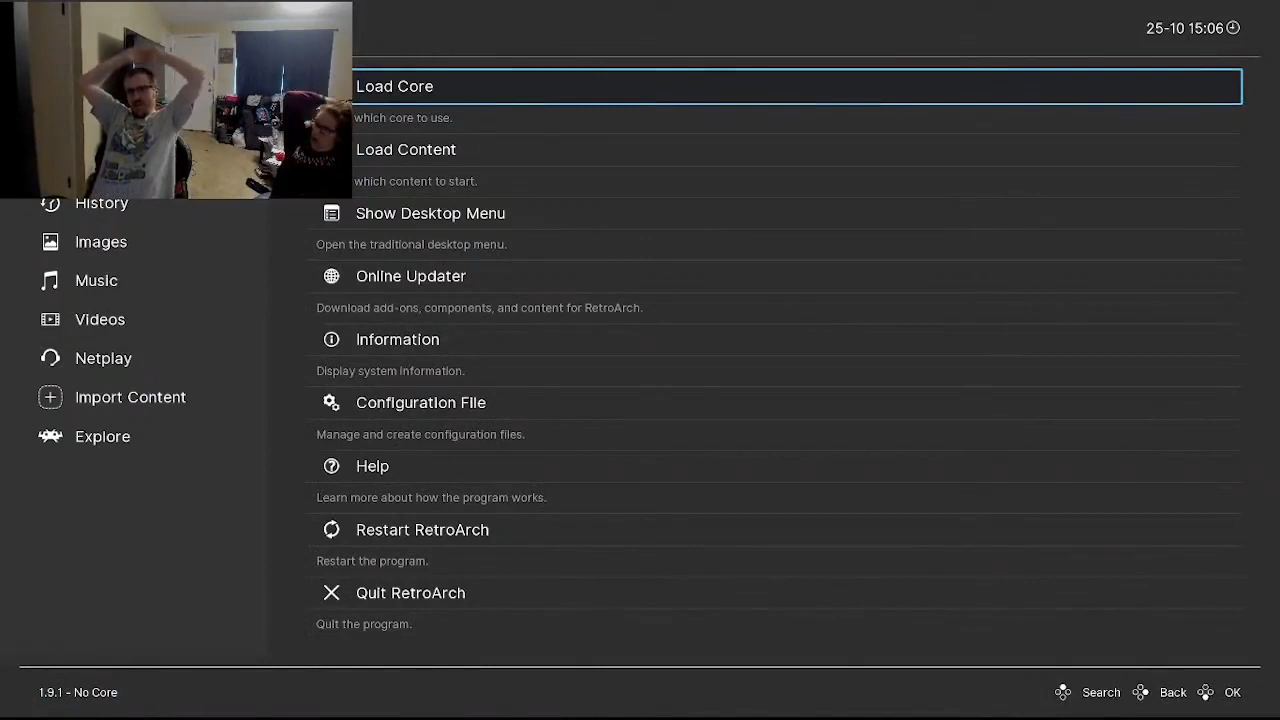 25-10 15:06
Load Core
which core to use.
Load Content
which content to start.
History
Show Desktop Menu
Images
Open the traditional desktop menu.
Music
Online Updater
Download add-ons, components, and content for RetroArch.
Videos
Information
Netplay
Display system information.
Import Content
Configuration File
Explore
Manage and create configuration files.
Help
Learn more about how the program works.
Restart RetroArch
Restart the program.
Quit RetroArch
Quit the program.
1.9.1 - No Core
Search Back OK